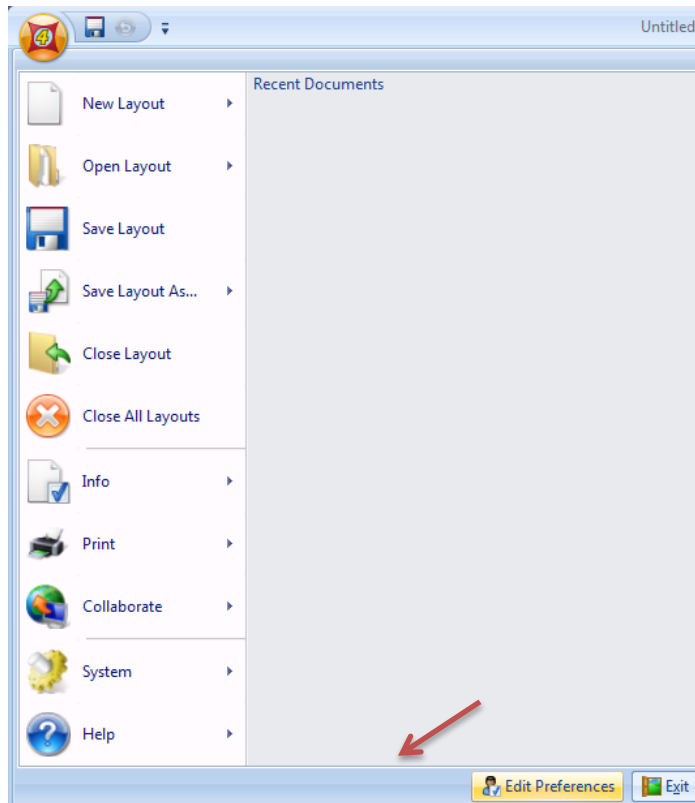 4
Untitled
Recent Documents
New Layout
Open Layout
Save Layout
Save Layout As...
Close Layout
Close All Layouts
Info
Print
Collaborate
System
Help
Edit Preferences
Exit